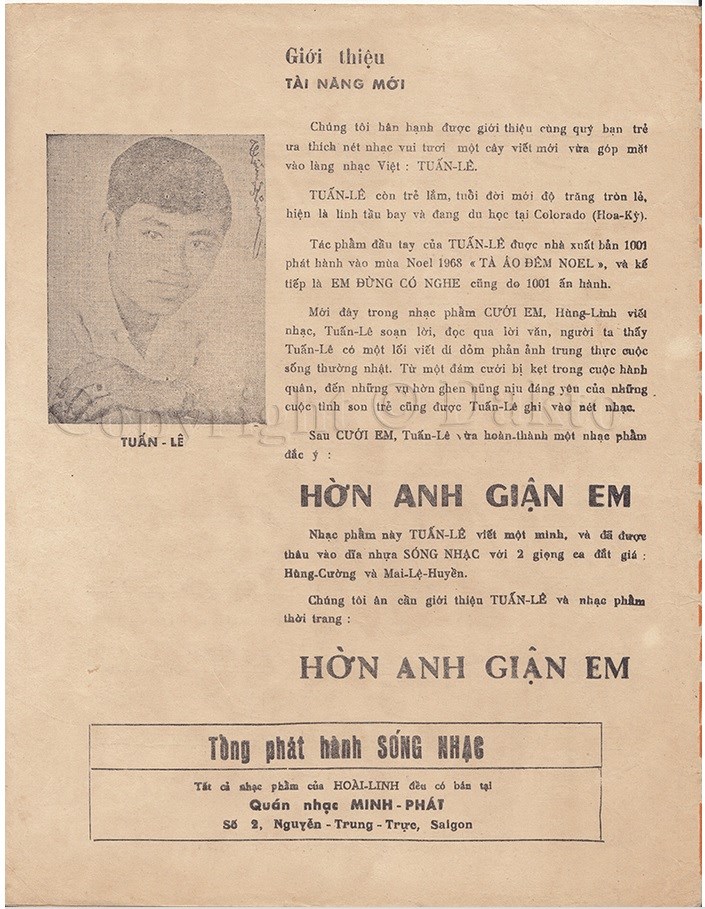 Giới thiệu
TÀI NĂNG MỚI
Chúng tôi hân hạnh được giới thiệu cùng quý bạn trẻ
ưa thích nét nhạc vui tươi một cây viết mới vừa góp mặt
vào làng nhạc Việt : TUẤN-LÊ.
TUẤN-LÊ còn trẻ lắm, tuổi đời mới độ trăng tròn lẻ,
hiện là lính tầu bay và đang du học tại Colorado (Hoa-Kỳ).
Tác phẩm đầu tay của TUẤN-LÊ được nhà xuất bản 1001
phát hành vào mùa Noel 1968 « TÀ ÁO ĐÊM NOEL », và kế
tiếp là EM ĐỪNG CÓ NGHE cũng do 1001 ấn hành.
Mới đây trong nhạc phẩm CƯỚI EM, Hùng-Linh viết
nhạc, Tuấn-Lê soạn lời, đọc qua lời văn, người ta thấy
Tuấn-Lê có một lối viết dí dỏm phản ảnh trung thực cuộc
sống thường nhật. Từ một đám cưới bị kẹt trong cuộc hành
quân, đến những vụ hờn ghen nũng nịu đáng yêu của những
cuộc tình son trẻ cũng được Tuấn-Lê ghi vào nét nhạc.
Sau CƯỚI EM, Tuấn-Lê vừa hoàn-thành một nhạc phẩm
đắc ý :
HỜN ANH GIẬN EM
Nhạc phẩm này TUẤN-LÊ viết một mình, và đã được
thâu vào dĩa nhựa SÓNG NHẠC với 2 giọng ca đắt giá :
Hùng-Cường và Mai-Lệ-Huyền.
Chúng tôi ân cần giới thiệu TUẤN-LÊ và nhạc phẩm
thời trang :
HỜN ANH GIẬN EM
TUẤN - LÊ
Copyright © Dakto
Tổng phát hành SÓNG NHẠC
Tất cả nhạc phẩm của HOÀI-LINH đều có bán tại
Quán nhạc MINH-PHÁT
Số 2, Nguyễn-Trung-Trực, Saigon